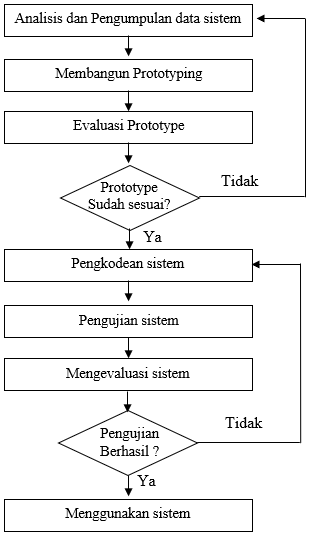 Analisis dan Pengumpulan data sistem
Membangun Prototyping
Evaluasi Prototype
Prototype
Sudah sesuai?
Tidak
Ya
Pengkodean sistem
Pengujian sistem
Mengevaluasi sistem
Pengujian
Berhasil ?
Tidak
Ya
Menggunakan sistem